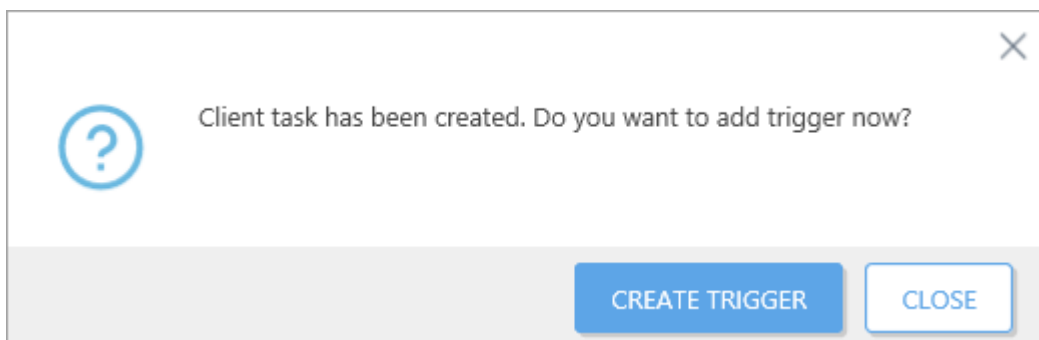 Client task has been created. Do you want to add trigger now?
CREATE TRIGGER
CLOSE